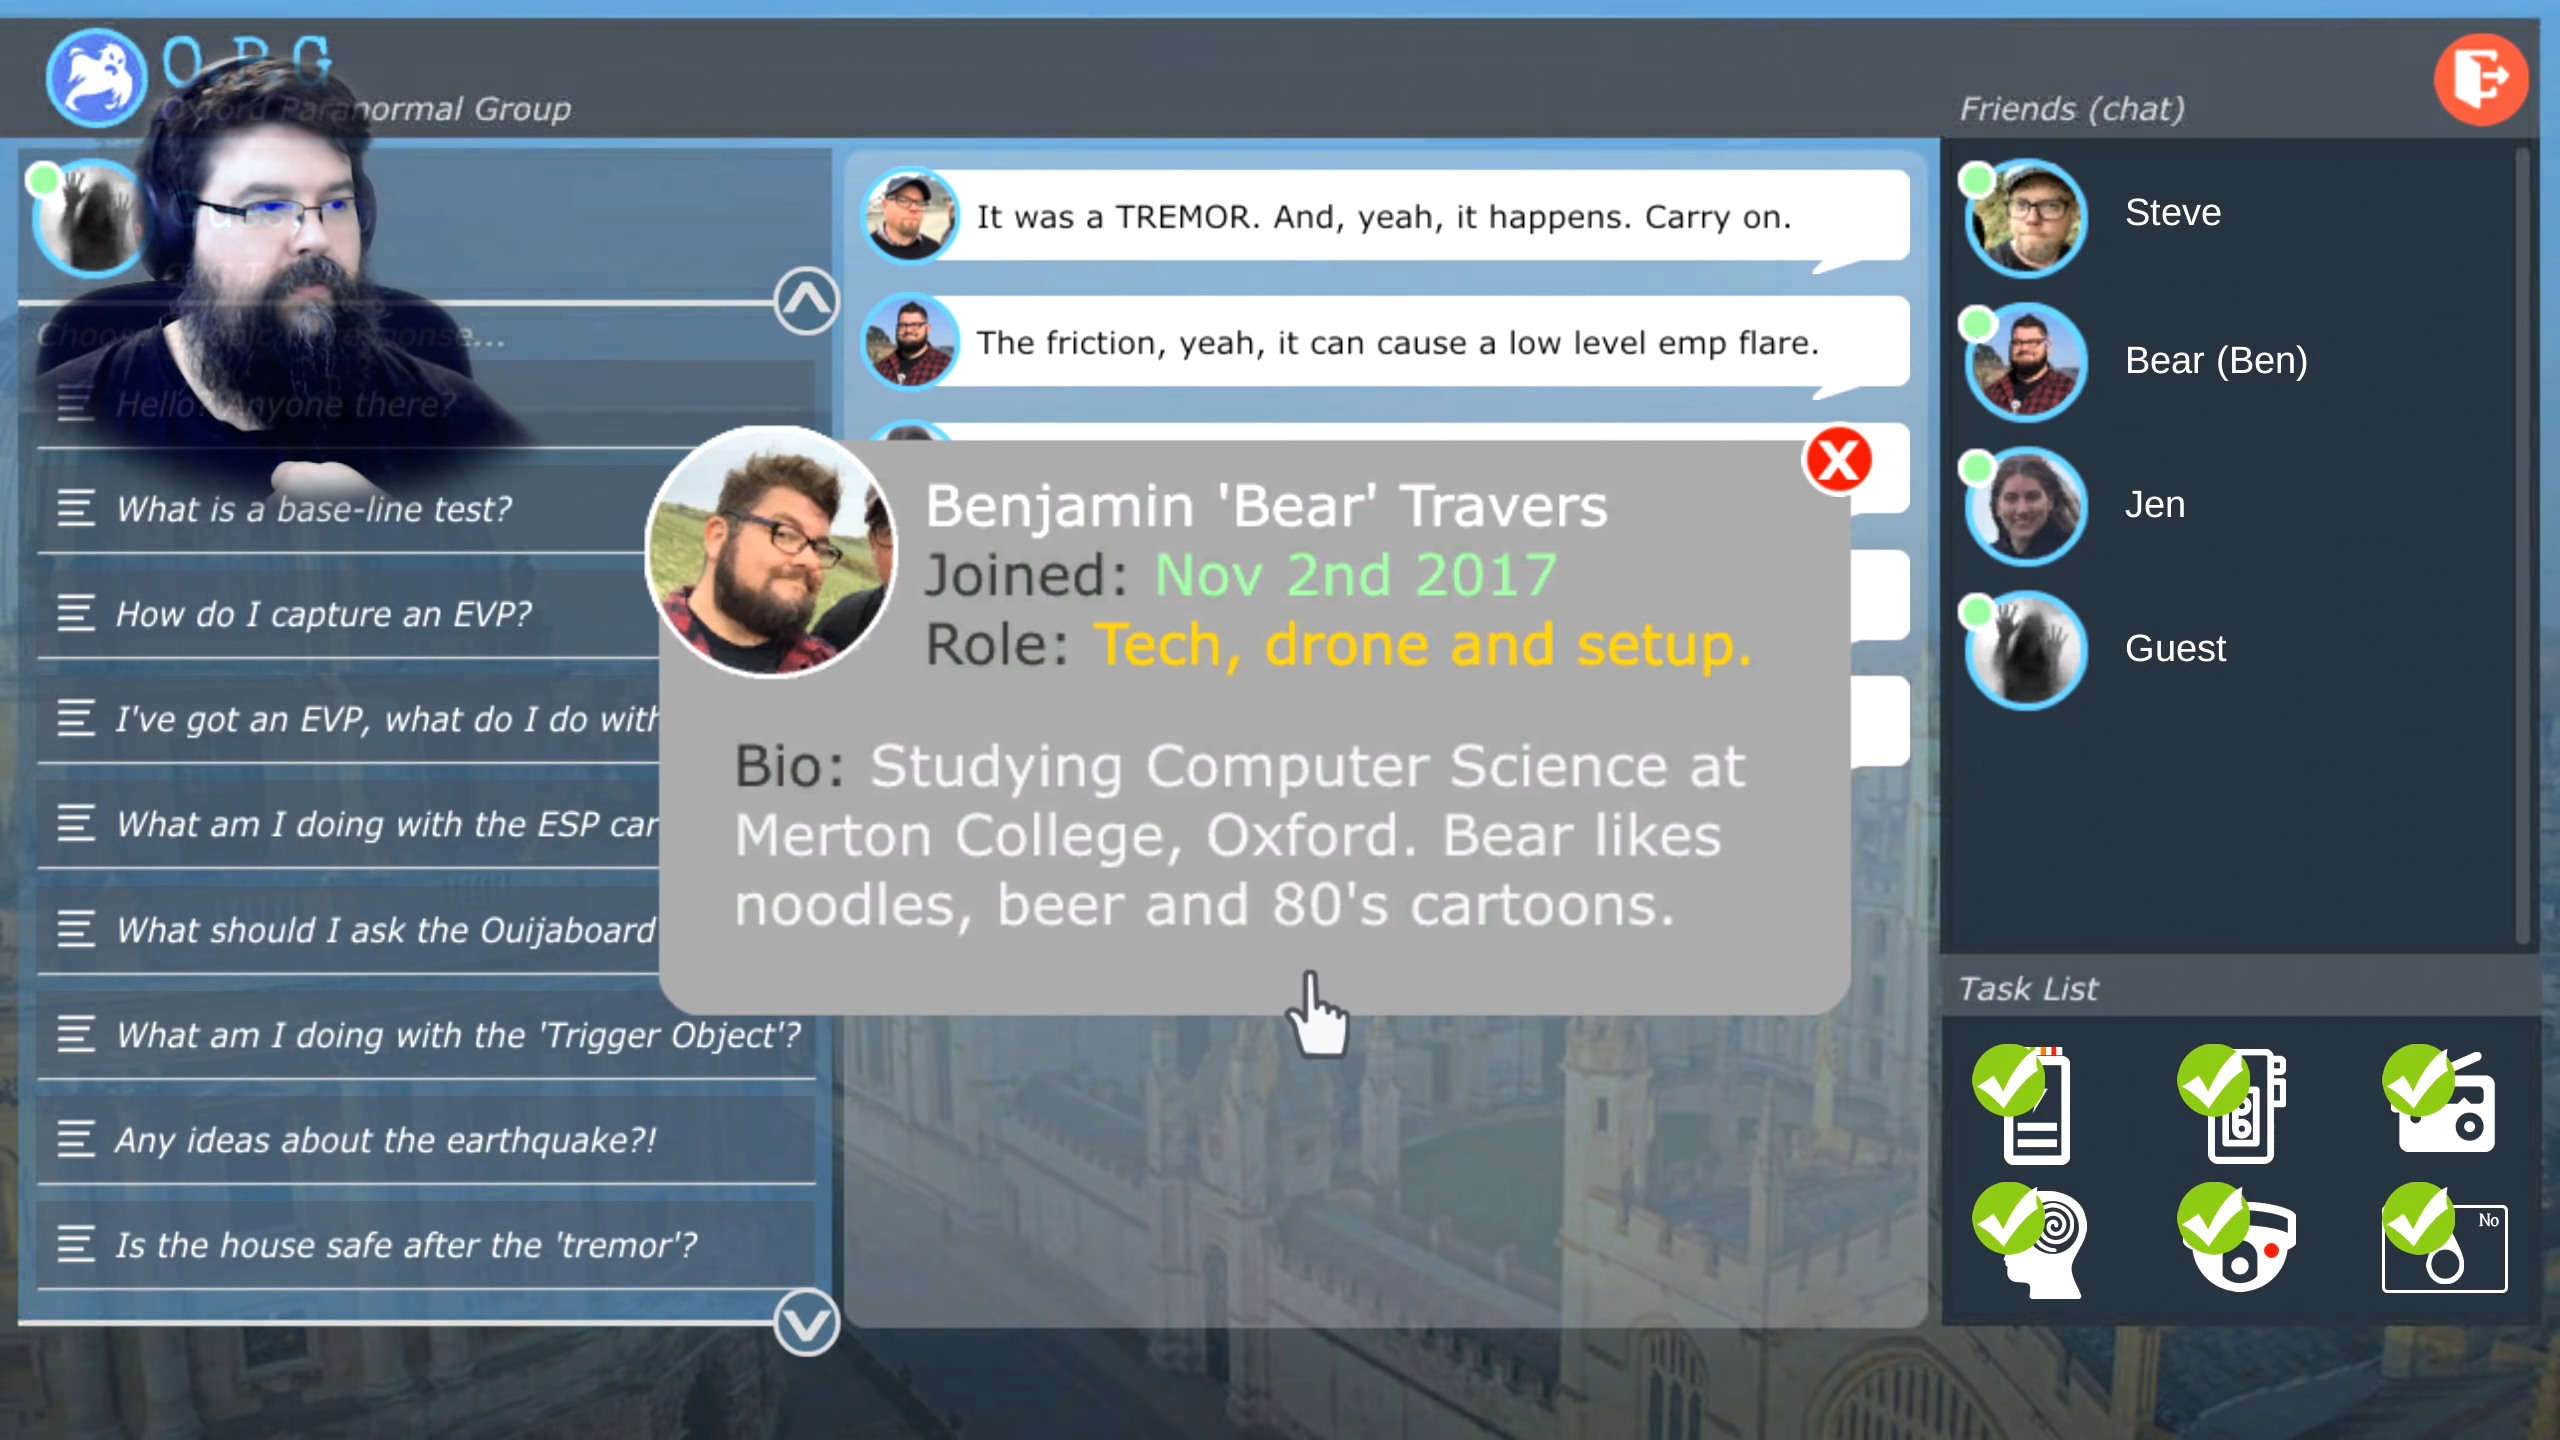 O.P.G
Oxford Paranormal Group
Friends (chat)
Guest
Choose a topic or response...
Hello? Anyone there?
What is a base-line test?
How do I capture an EVP?
I've got an EVP, what do I do with
What am I doing with the ESP car
What should I ask the Ouijaboard
What am I doing with the 'Trigger Object'?
Any ideas about the earthquake?!
Is the house safe after the 'tremor'?
It was a TREMOR. And, yeah, it happens. Carry on.
The friction, yeah, it can cause a low level emp flare.
Benjamin 'Bear' Travers
Joined: Nov 2nd 2017
Role: Tech, drone and setup.
Bio: Studying Computer Science at
Merton College, Oxford. Bear likes
noodles, beer and 80's cartoons.
X
Steve
Bear (Ben)
Jen
Guest
Task List
No